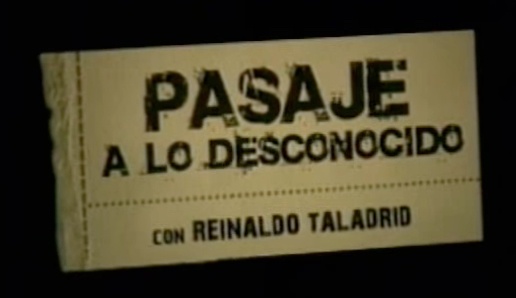 PASAJE
A LO DESCONOCIDO
CON REINALDO TALADRID